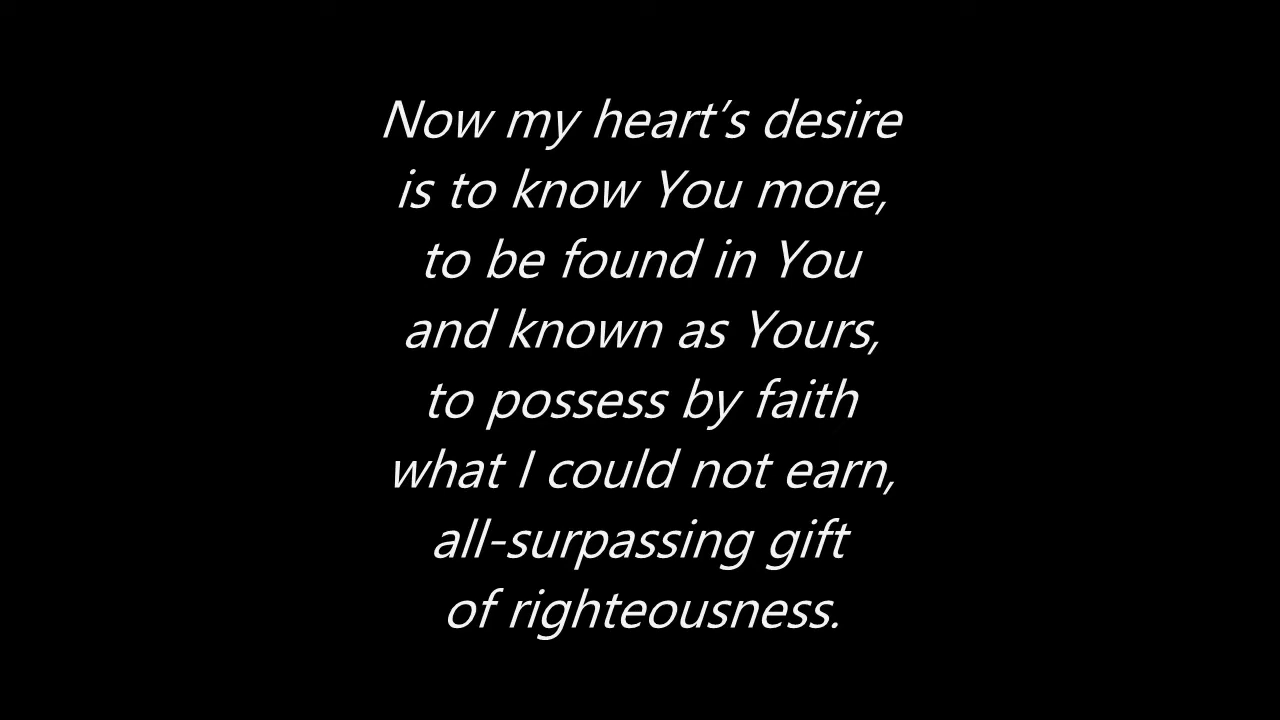 Now my heart's desire
is to know You more,
to be found in You
and known as Yours,
to possess by faith
what I could not earn,
all-surpassing gift
of righteousness.